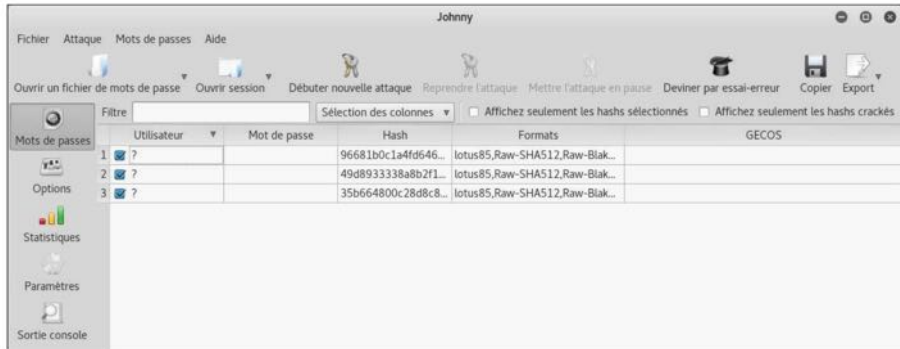 Johnny
Fichier Attaque Mots de passes Aide
Ouvrir un fichier de mots de passe Ouvrir session Débuter nouvelle attaque Reprendre l'attaque Mettre l'attaque en pause Deviner par essai-erreur Copier Export
Mots de passes
Options
Statistiques
Paramètres
Sortie console
Filtre Sélection des colonnes Affichez seulement les hashs sélectionnés Affichez seulement les hashs crackés
Utilisateur Mot de passe Hash Formats GECOS
1 ? 96681b0c1a4fd646... lotus85,Raw-SHA512,Raw-Blak...
2 ? 49d8933338a8b2f1... lotus85,Raw-SHA512,Raw-Blak...
3 ? 35b664800c28d8c8... lotus85,Raw-SHA512,Raw-Blak...